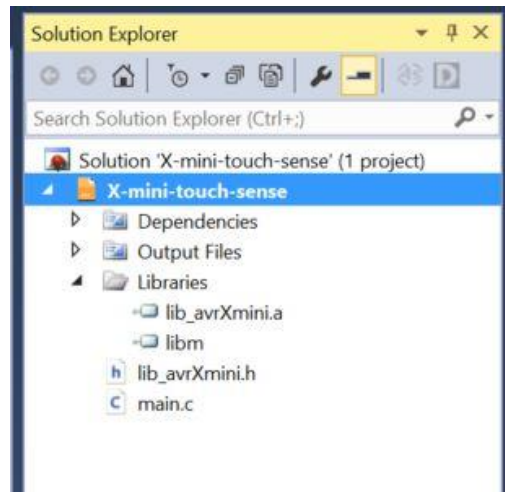 Solution Explorer
Search Solution Explorer (Ctrl+;)
Solution 'X-mini-touch-sense' (1 project)
X-mini-touch-sense
Dependencies
Output Files
Libraries
lib_avrXmini.a
libm
h lib_avrXmini.h
c main.c